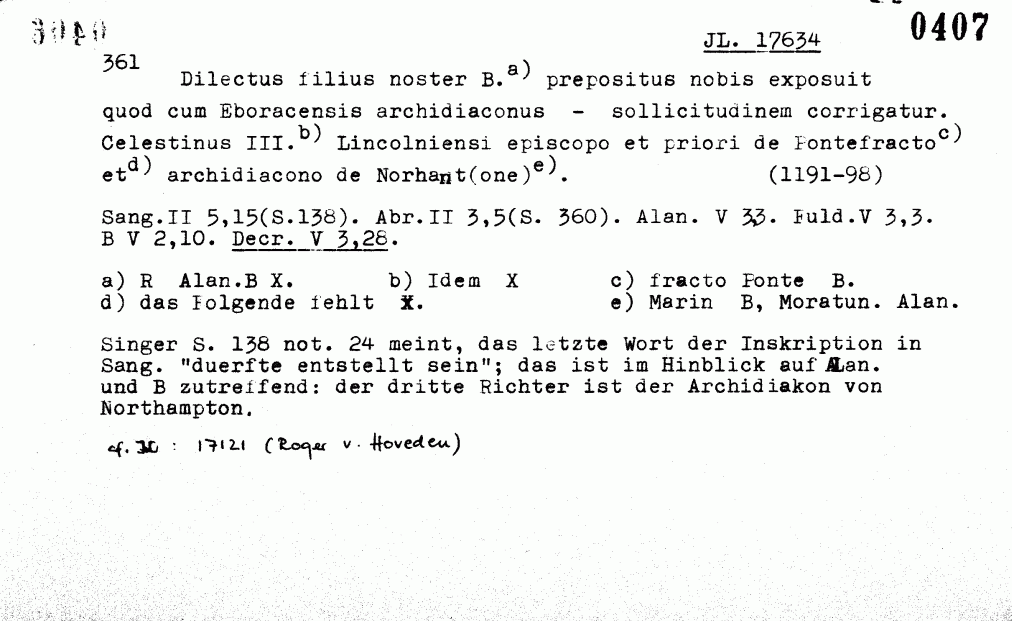 0407
JL. 17634
361
Dilectus filius noster B.a) prepositus nobis exposuit
quod cum Eboracensis archidiaconus - sollicitudinem corrigatur.
Celestinus III.b) Lincolniensi episcopo et priori de Pontefracto c)
et d) archidiacono de Norhant(one)e). (1191-98)
Sang.II 5,15(S.138). Abr.II 3,5(S. 360). Alan. V 33. Fuld.V 3,3.
B V 2,10. Decr. V 3,28.
a) R Alan.B X. b) Idem X c) fracto Ponte B.
d) das Folgende fehlt X. e) Marin B, Moratun. Alan.
Singer S. 138 not. 24 meint, das letzte Wort der Inskription in
Sang. "duerfte entstellt sein"; das ist im Hinblick auf Alan.
und B zutreffend: der dritte Richter ist der Archidiakon von
Northampton.
cf. JL : 17121 (Roger v. Hoveden)